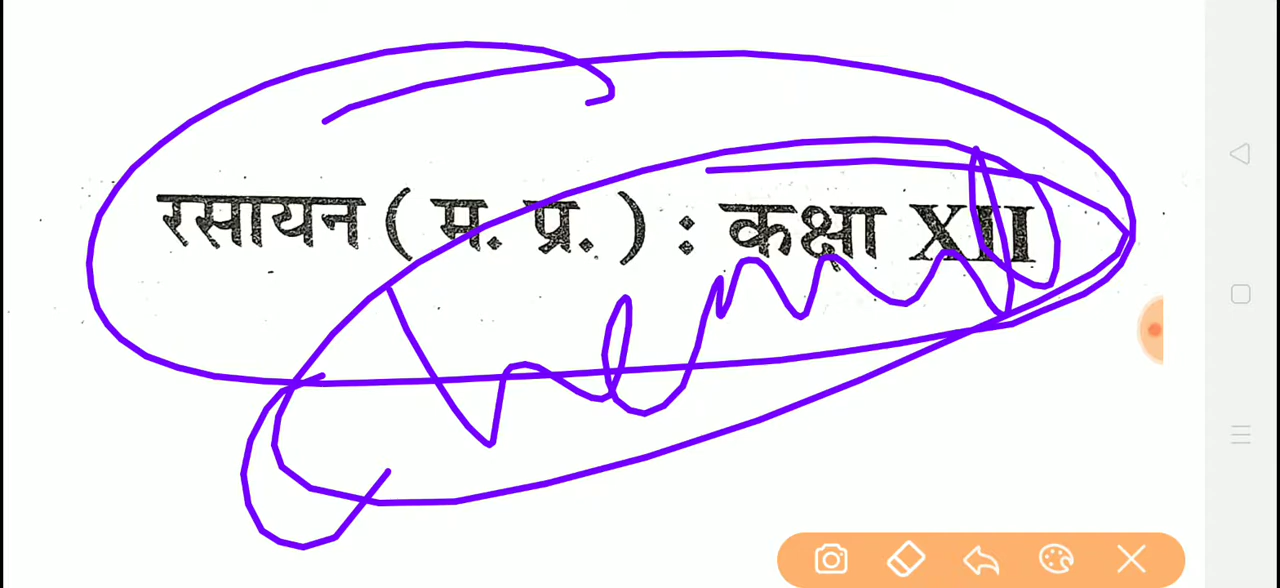 रसायन ( म. प्र. ) : कक्षा XII